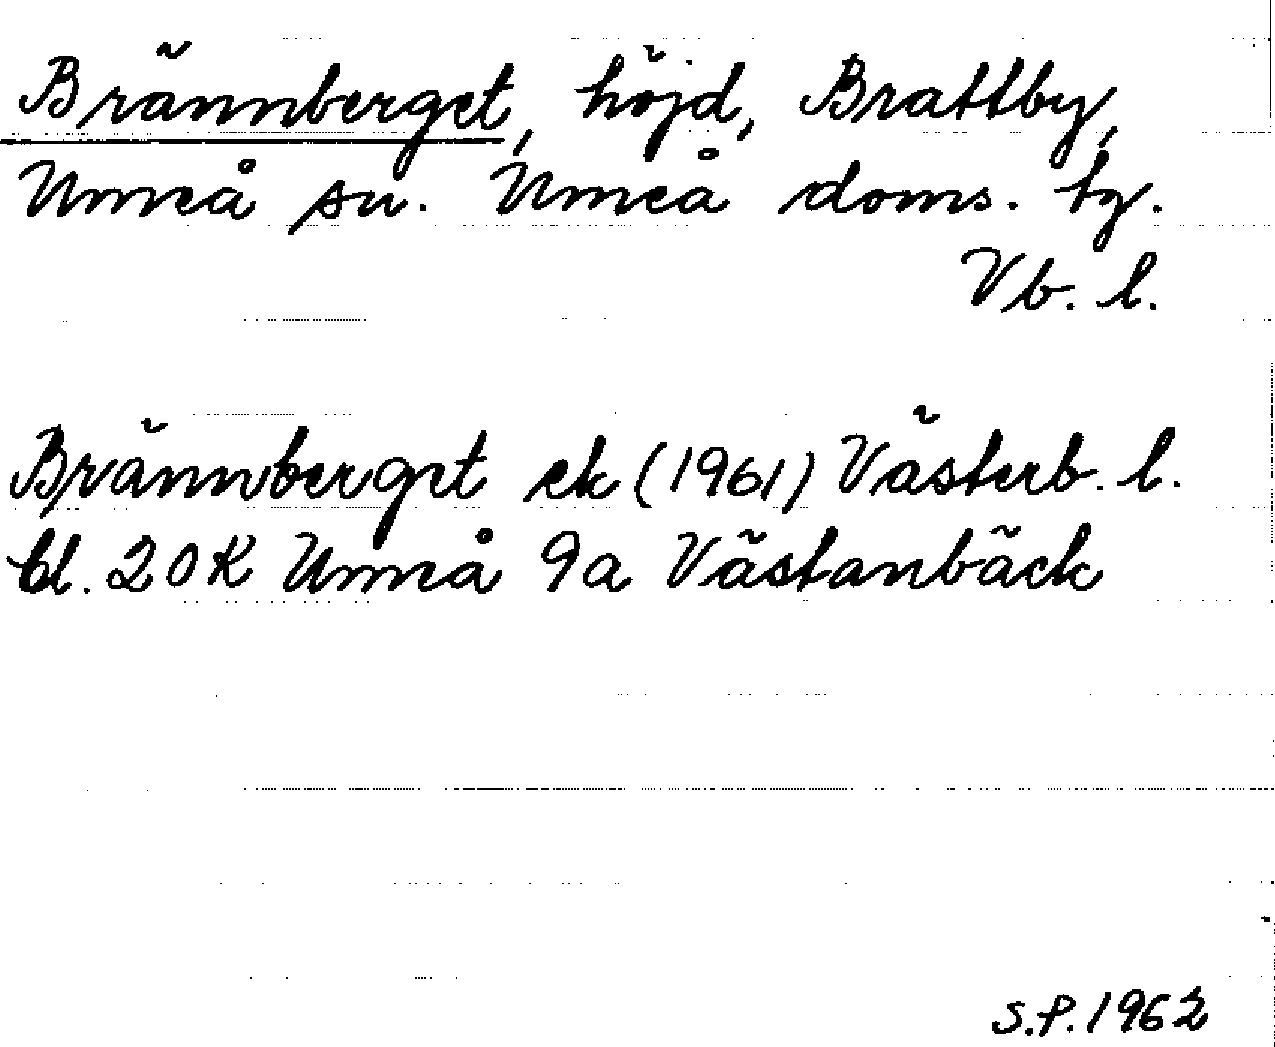 Brännberget, höjd, Brattby,
Umeå sn. Umeå doms. tg.
Vb. l.
Brännberget ek (1961) Västerb. l.
bl. 20K Umeå 9a Västanbäck
S.P. 1962